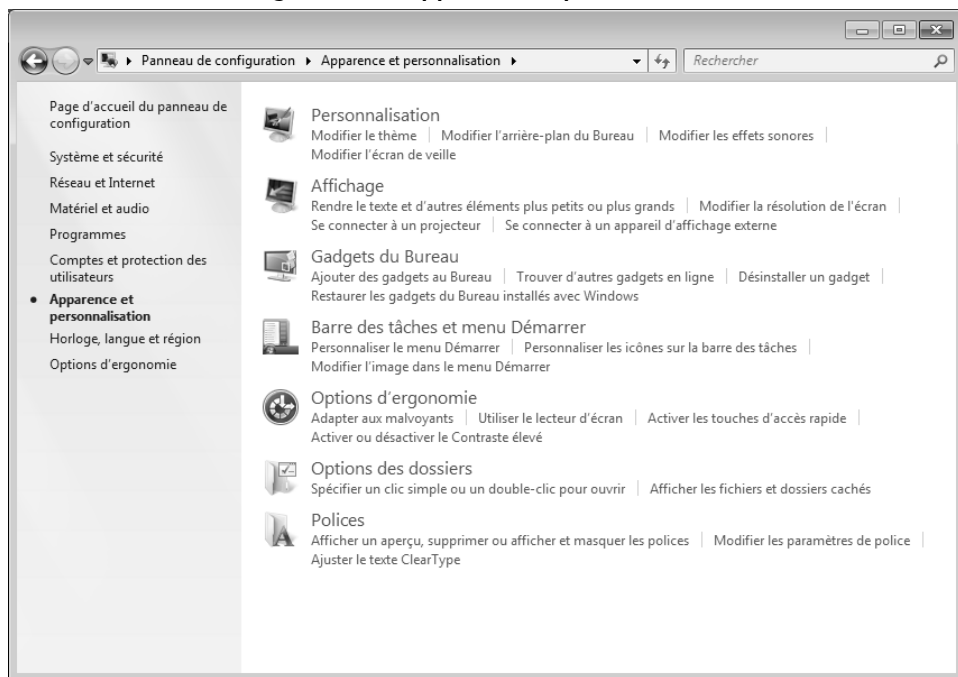 Panneau de configuration Apparence et personnalisation
Rechercher
Page d'accueil du panneau de
configuration
Système et sécurité
Réseau et Internet
Matériel et audio
Programmes
Comptes et protection des
utilisateurs
Apparence et
personnalisation
Horloge, langue et région
Options d'ergonomie
Personnalisation
Modifier le thème Modifier l'arrière-plan du Bureau Modifier les effets sonores
Modifier l'écran de veille
Affichage
Rendre le texte et d'autres éléments plus petits ou plus grands Modifier la résolution de l'écran
Se connecter à un projecteur Se connecter à un appareil d'affichage externe
Gadgets du Bureau
Ajouter des gadgets au Bureau Trouver d'autres gadgets en ligne Désinstaller un gadget
Restaurer les gadgets du Bureau installés avec Windows
Barre des tâches et menu Démarrer
Personnaliser le menu Démarrer Personnaliser les icônes sur la barre des tâches
Modifier l'image dans le menu Démarrer
Options d'ergonomie
Adapter aux malvoyants Utiliser le lecteur d'écran Activer les touches d'accès rapide
Activer ou désactiver le Contraste élevé
Options des dossiers
Spécifier un clic simple ou un double-clic pour ouvrir Afficher les fichiers et dossiers cachés
Polices
Afficher un aperçu, supprimer ou afficher et masquer les polices Modifier les paramètres de police
Ajuster le texte ClearType